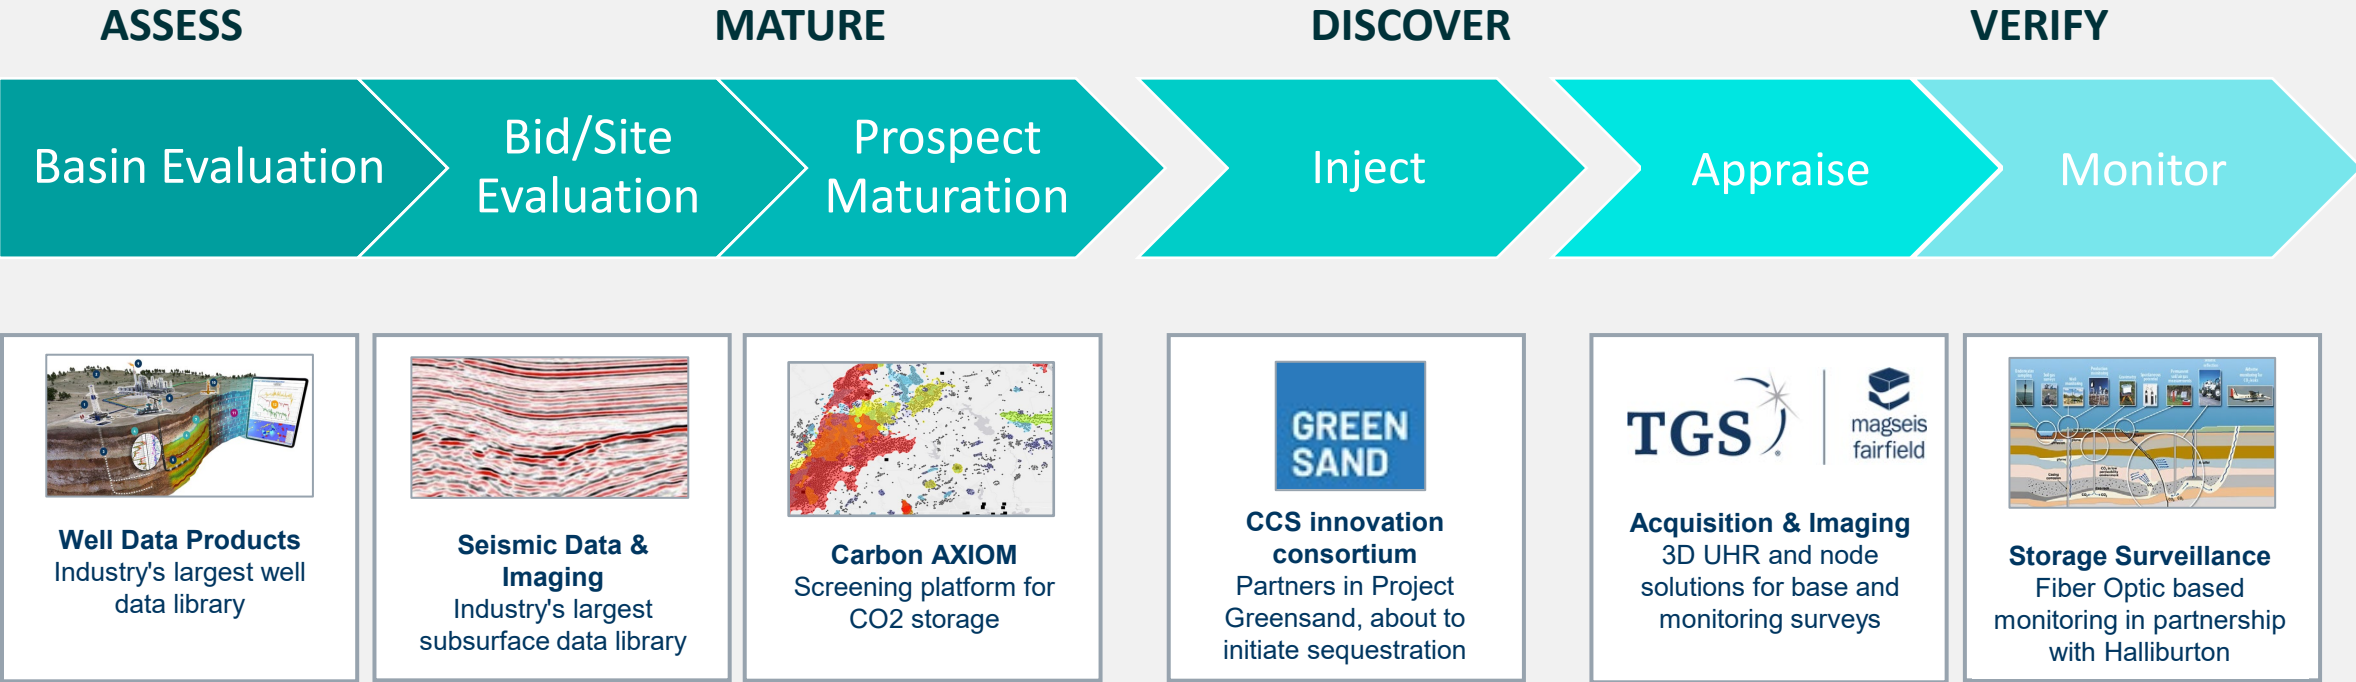 ASSESS
MATURE
DISCOVER
VERIFY
Basin Evaluation
Bid/Site
Evaluation
Prospect
Maturation
Inject
Appraise
Monitor
Well Data Products
Industry's largest well
data library
Seismic Data &
Imaging
Industry's largest
subsurface data library
Carbon AXIOM
Screening platform for
CO2 storage
GREEN
SAND
CCS innovation
consortium
Partners in Project
Greensand, about to
initiate sequestration
TGS
magseis
fairfield
Acquisition & Imaging
3D UHR and node
solutions for base and
monitoring surveys
Storage Surveillance
Fiber Optic based
monitoring in partnership
with Halliburton